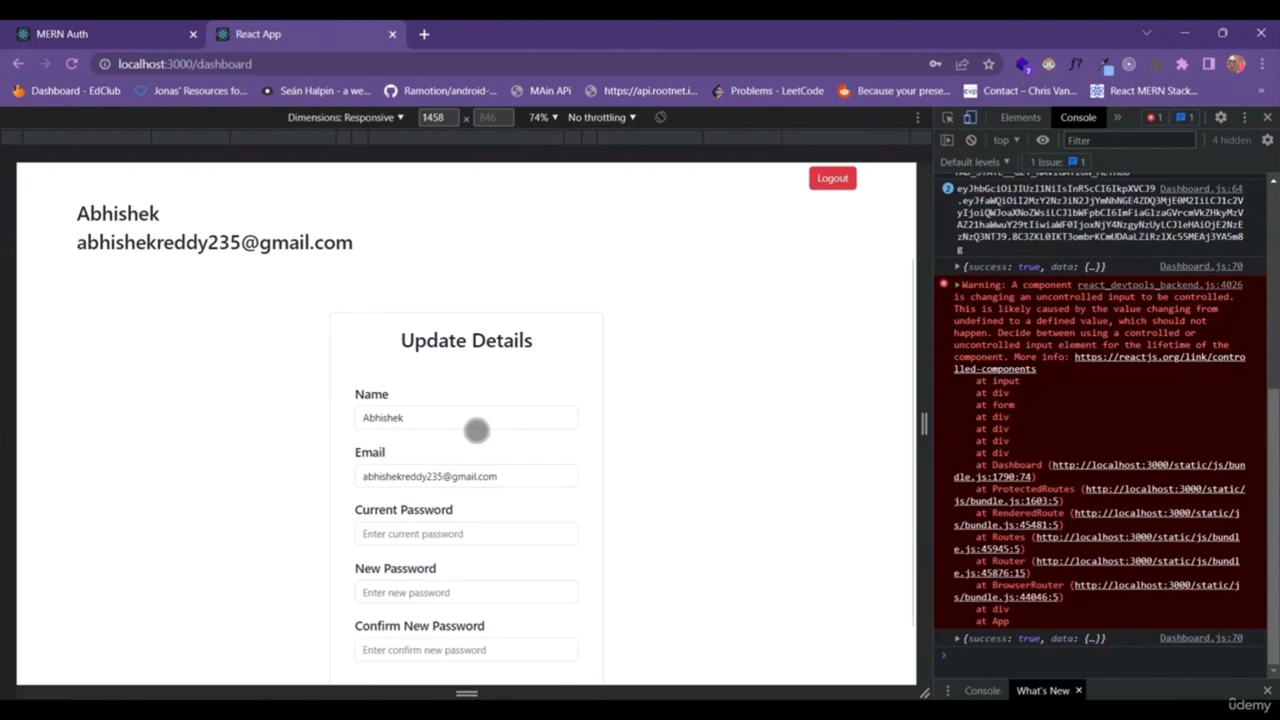 MERN Auth
React App
localhost:3000/dashboard
Dashboard - EdClub
Jonas' Resources fo...
Seán Halpin - a we...
Ramotion/android-...
MAin APi
https://api.rootnet.i...
Problems - LeetCode
Because your prese...
Contact – Chris Van...
React MERN Stack...
Dimensions: Responsive
1458
×
846
74%
No throttling
Elements
Console
1
1
top
Filter
4 hidden
Default levels
1 Issue:
1
Logout
Abhishek
abhishekreddy235@gmail.com
Update Details
Name
Abhishek
Email
abhishekreddy235@gmail.com
Current Password
Enter current password
New Password
Enter new password
Confirm New Password
Enter confirm new password
2
Dashboard.js:64
{success: true, data: {…}}
Dashboard.js:70
Warning: A component
react_devtools_backend.js:4026
is changing an uncontrolled input to be controlled.
This is likely caused by the value changing from
undefined to a defined value, which should not
happen. Decide between using a controlled or
uncontrolled input element for the lifetime of the
component. More info: https://reactjs.org/link/contro
lled-components
at input
at div
at form
at div
at div
at div
at div
at Dashboard (http://localhost:3000/static/js/bun
dle.js:1790:74)
at ProtectedRoutes (http://localhost:3000/static/
js/bundle.js:1603:5)
at RenderedRoute (http://localhost:3000/static/j
s/bundle.js:45481:5)
at Routes (http://localhost:3000/static/js/bundl
e.js:45945:5)
at Router (http://localhost:3000/static/js/bundl
e.js:45876:15)
at BrowserRouter (http://localhost:3000/static/j
s/bundle.js:44046:5)
at div
at App
{success: true, data: {…}}
Dashboard.js:70
Console
What's New
udemy